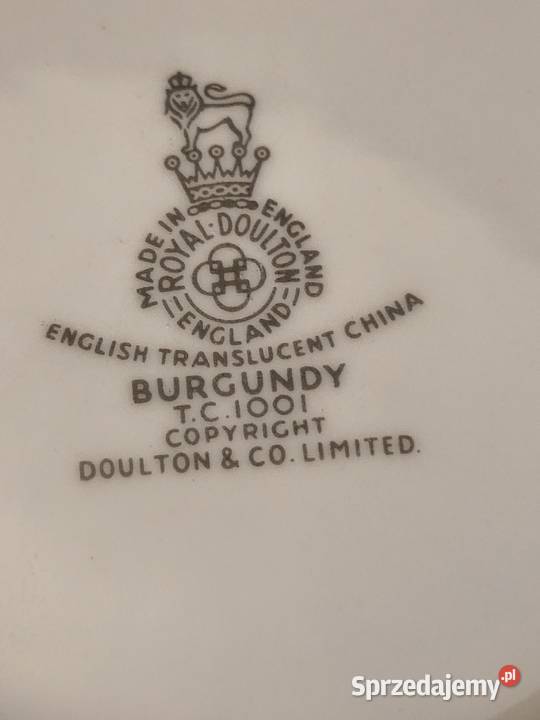 MADE IN ENGLAND
ROYAL·DOULTON
ENGLAND
ENGLISH TRANSLUCENT CHINA
BURGUNDY
T.C.1001
COPYRIGHT
DOULTON & CO. LIMITED.
Sprzedajemy.pl